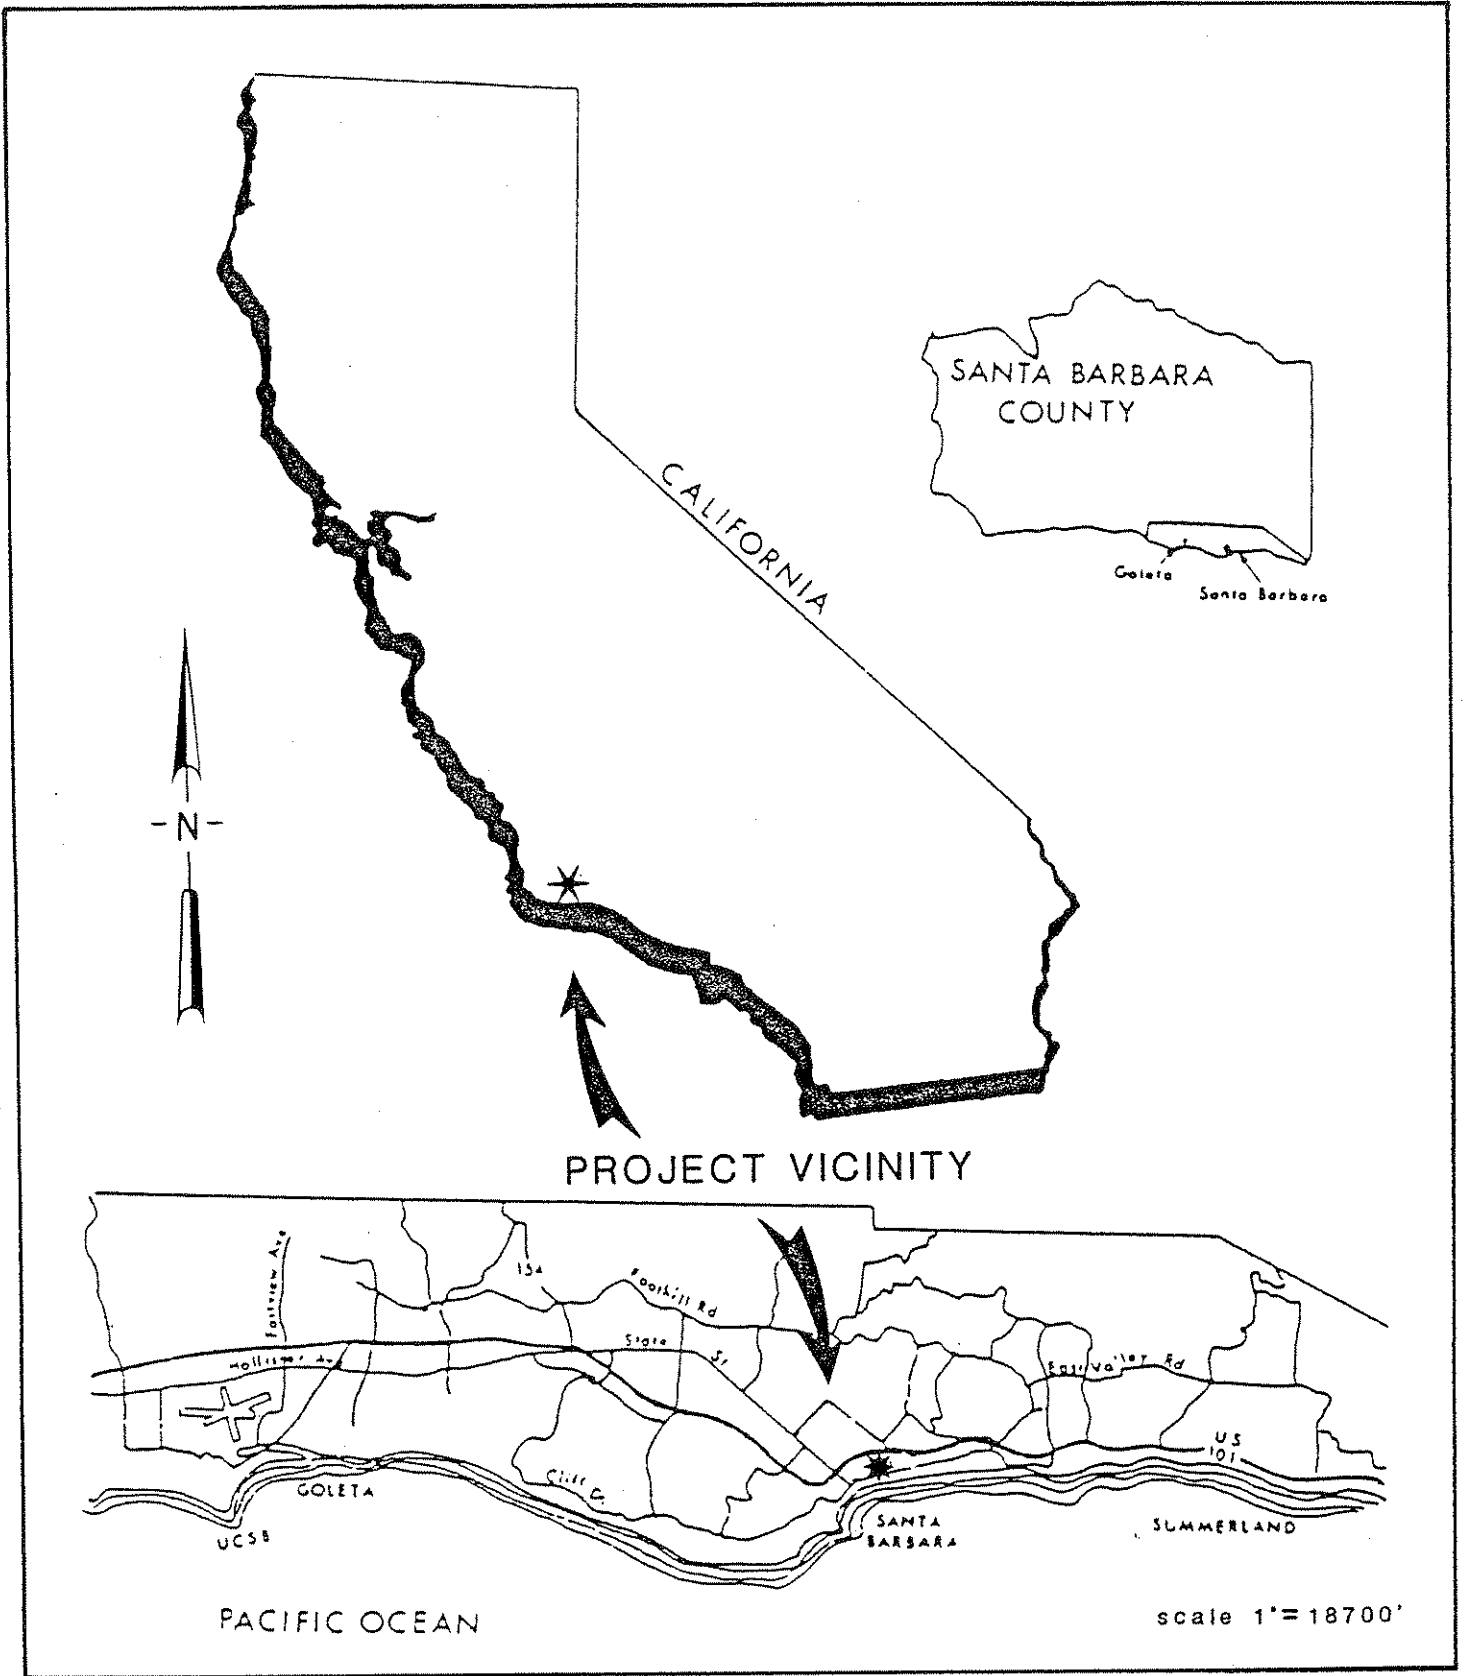 SANTA BARBARA
COUNTY
CALIFORNIA
Goleta
Santa Barbara
-N-
PROJECT VICINITY
Fairview Ave
154
Foothill Rd
State St
Hollister Av
East Valley Rd
US
101
Cliff Dr
GOLETA
UCSB
SANTA
BARBARA
SUMMERLAND
PACIFIC OCEAN
scale 1"=18700'